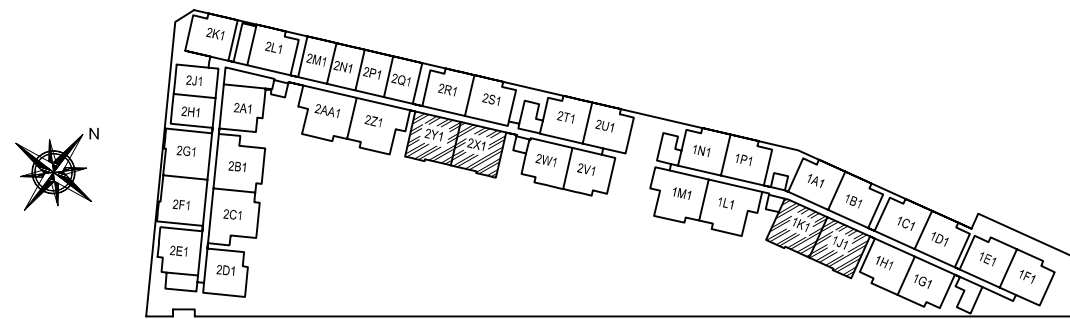 2K1
2L1
2M1
2N1
2P1
2Q1
2R1
2S1
2T1
2U1
2J1
2H1
2A1
2AA1
2Z1
2Y1
2X1
2W1
2V1
N
2G1
2B1
2F1
2C1
2E1
2D1
1N1
1P1
1M1
1L1
1A1
1B1
1C1
1D1
1E1
1F1
1K1
1J1
1H1
1G1